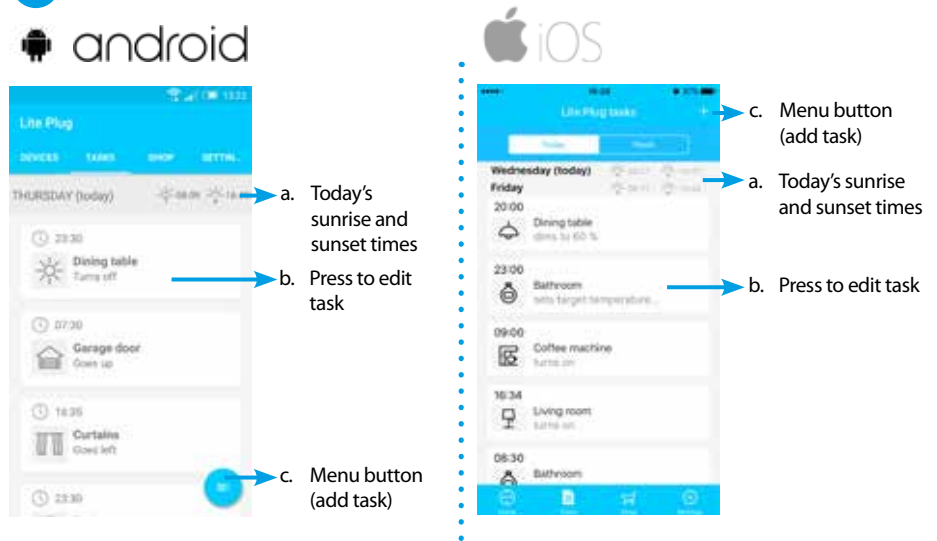 android
13:33
Lite Plug
DEVICES TASKS SHOP SETTIN..
THURSDAY (today)
23:30
Dining table
Turns off
07:30
Garage door
Goes up
16:35
Curtains
Goes left
23:30
a. Today's
sunrise and
sunset times
b. Press to edit
task
c. Menu button
(add task)
iOS
Lite Plug tasks
+
Today
Wednesday (today)
Friday
20:00
Dining table
dims to 60 %
23:00
Bathroom
sets target temperature...
09:00
Coffee machine
turns on
16:34
Living room
turns on
08:30
Bathroom
c. Menu button
(add task)
a. Today's sunrise
and sunset times
b. Press to edit task